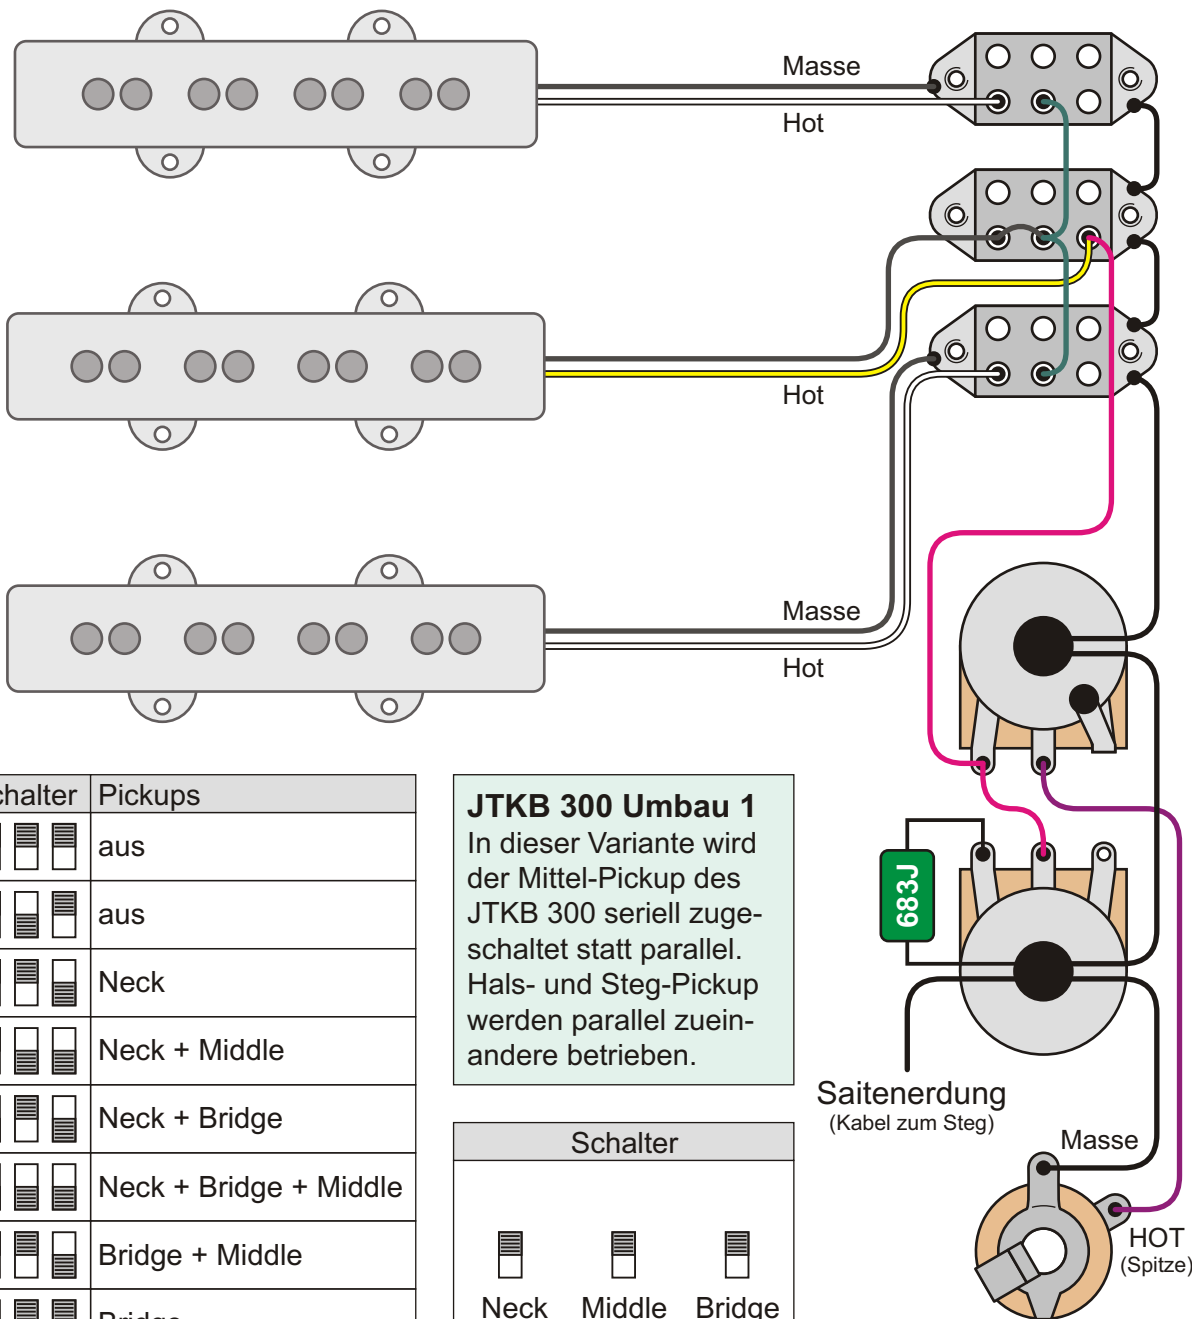 Masse
Hot
Hot
Masse
Hot
chalter Pickups
aus
aus
Neck
Neck + Middle
Neck + Bridge
Neck + Bridge + Middle
Bridge + Middle
JTKB 300 Umbau 1
In dieser Variante wird
der Mittel-Pickup des
JTKB 300 seriell zuge-
schaltet statt parallel.
Hals- und Steg-Pickup
werden parallel zuein-
andere betrieben.
Schalter
Neck Middle Bridge
683J
Saitenerdung
(Kabel zum Steg)
Masse
HOT
(Spitze)